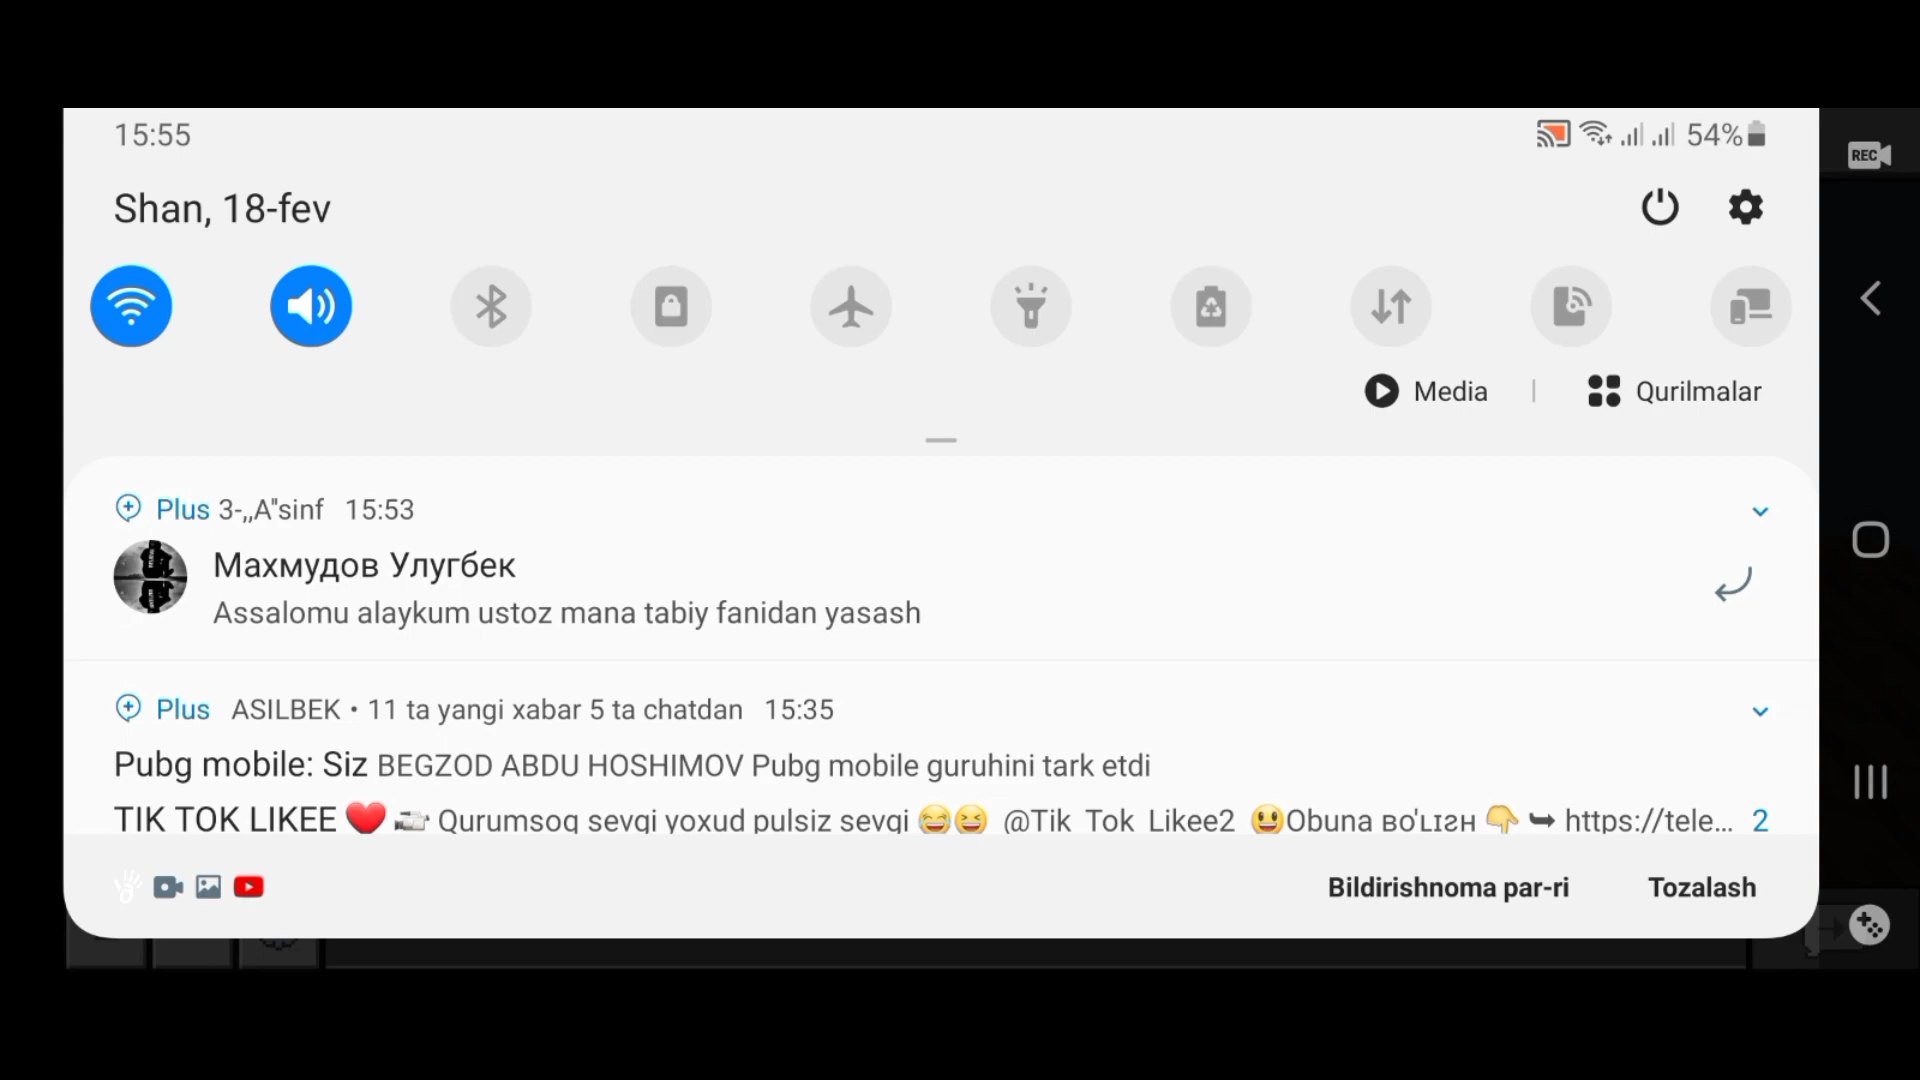 15:55
54%
REC
Shan, 18-fev
Media | Qurilmalar
Plus 3-,,A"sinf 15:53
Махмудов Улугбек
Assalomu alaykum ustoz mana tabiy fanidan yasash
Plus ASILBEK • 11 ta yangi xabar 5 ta chatdan 15:35
Pubg mobile: Siz BEGZOD ABDU HOSHIMOV Pubg mobile guruhini tark etdi
TIK TOK LIKEE ❤️ Qurumsoq sevgi yoxud pulsiz sevgi 😂😆 @Tik_Tok_Likee2 😃Obuna ʙᴏ'ʟɪƨʜ 👇 ➥ https://tele... 2
Bildirishnoma par-ri
Tozalash